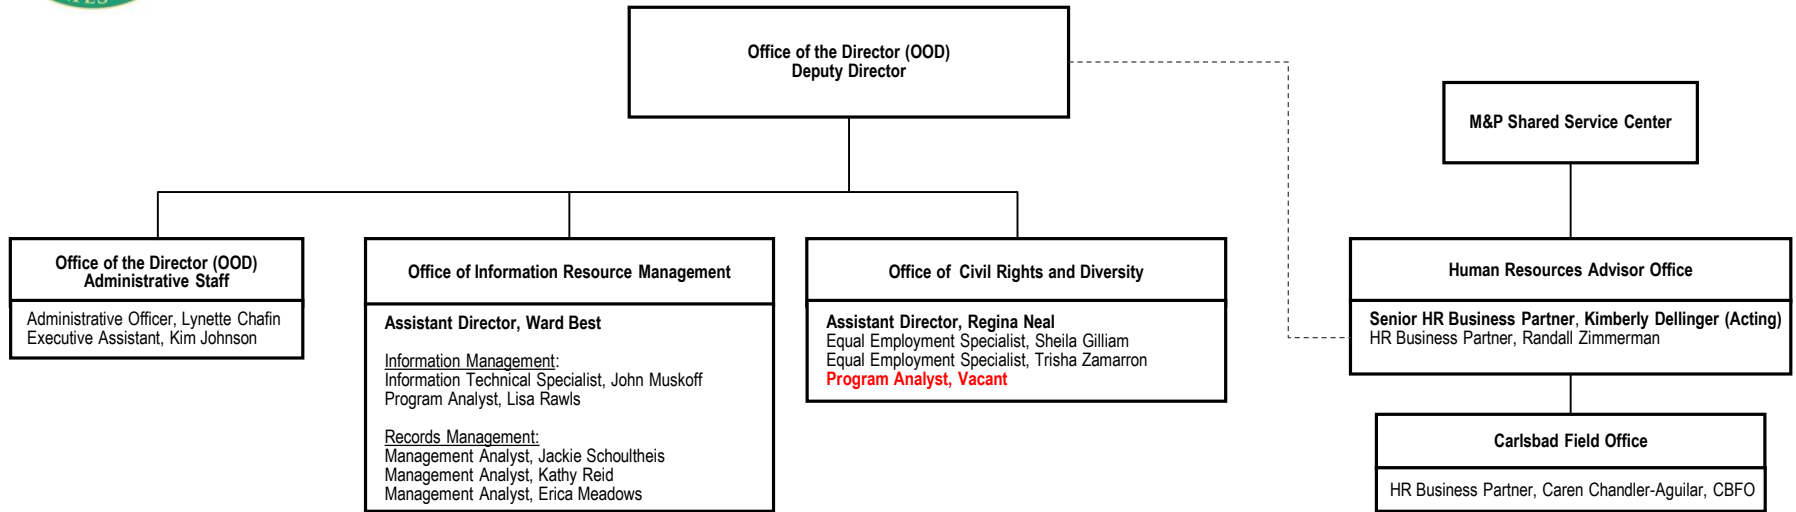 Office of the Director (OOD)
Deputy Director
M&P Shared Service Center
Office of the Director (OOD)
Administrative Staff
Administrative Officer, Lynette Chafin
Executive Assistant, Kim Johnson
Office of Information Resource Management
Assistant Director, Ward Best
Information Management:
Information Technical Specialist, John Muskoff
Program Analyst, Lisa Rawls
Records Management:
Management Analyst, Jackie Schoultheis
Management Analyst, Kathy Reid
Management Analyst, Erica Meadows
Office of Civil Rights and Diversity
Assistant Director, Regina Neal
Equal Employment Specialist, Sheila Gilliam
Equal Employment Specialist, Trisha Zamarron
Program Analyst, Vacant
Human Resources Advisor Office
Senior HR Business Partner, Kimberly Dellinger (Acting)
HR Business Partner, Randall Zimmerman
Carlsbad Field Office
HR Business Partner, Caren Chandler-Aguilar, CBFO